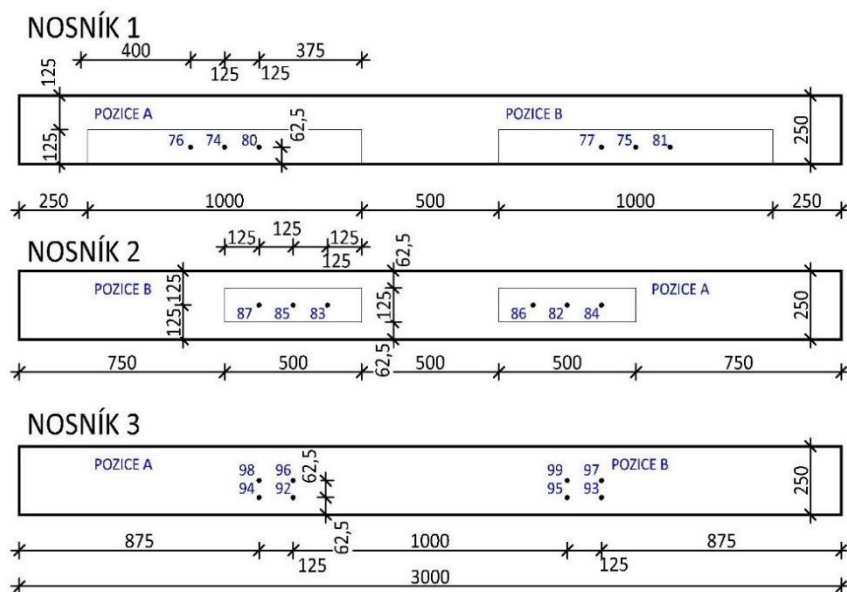 NOSNÍK 1
400 375
125 125
125
POZICE A POZICE B
76 74 80 62,5 77 75 81 250
125
250 1000 500 1000 250
NOSNÍK 2
125 125 125 62,5
125
POZICE B 125 POZICE A
87 85 83 125 86 82 84 250
125
750 500 62,5 500 500 750
NOSNÍK 3
POZICE A 98 96 62,5 99 97 POZICE B 250
94 92 95 93
62,5
875 1000 875
125 125
3000